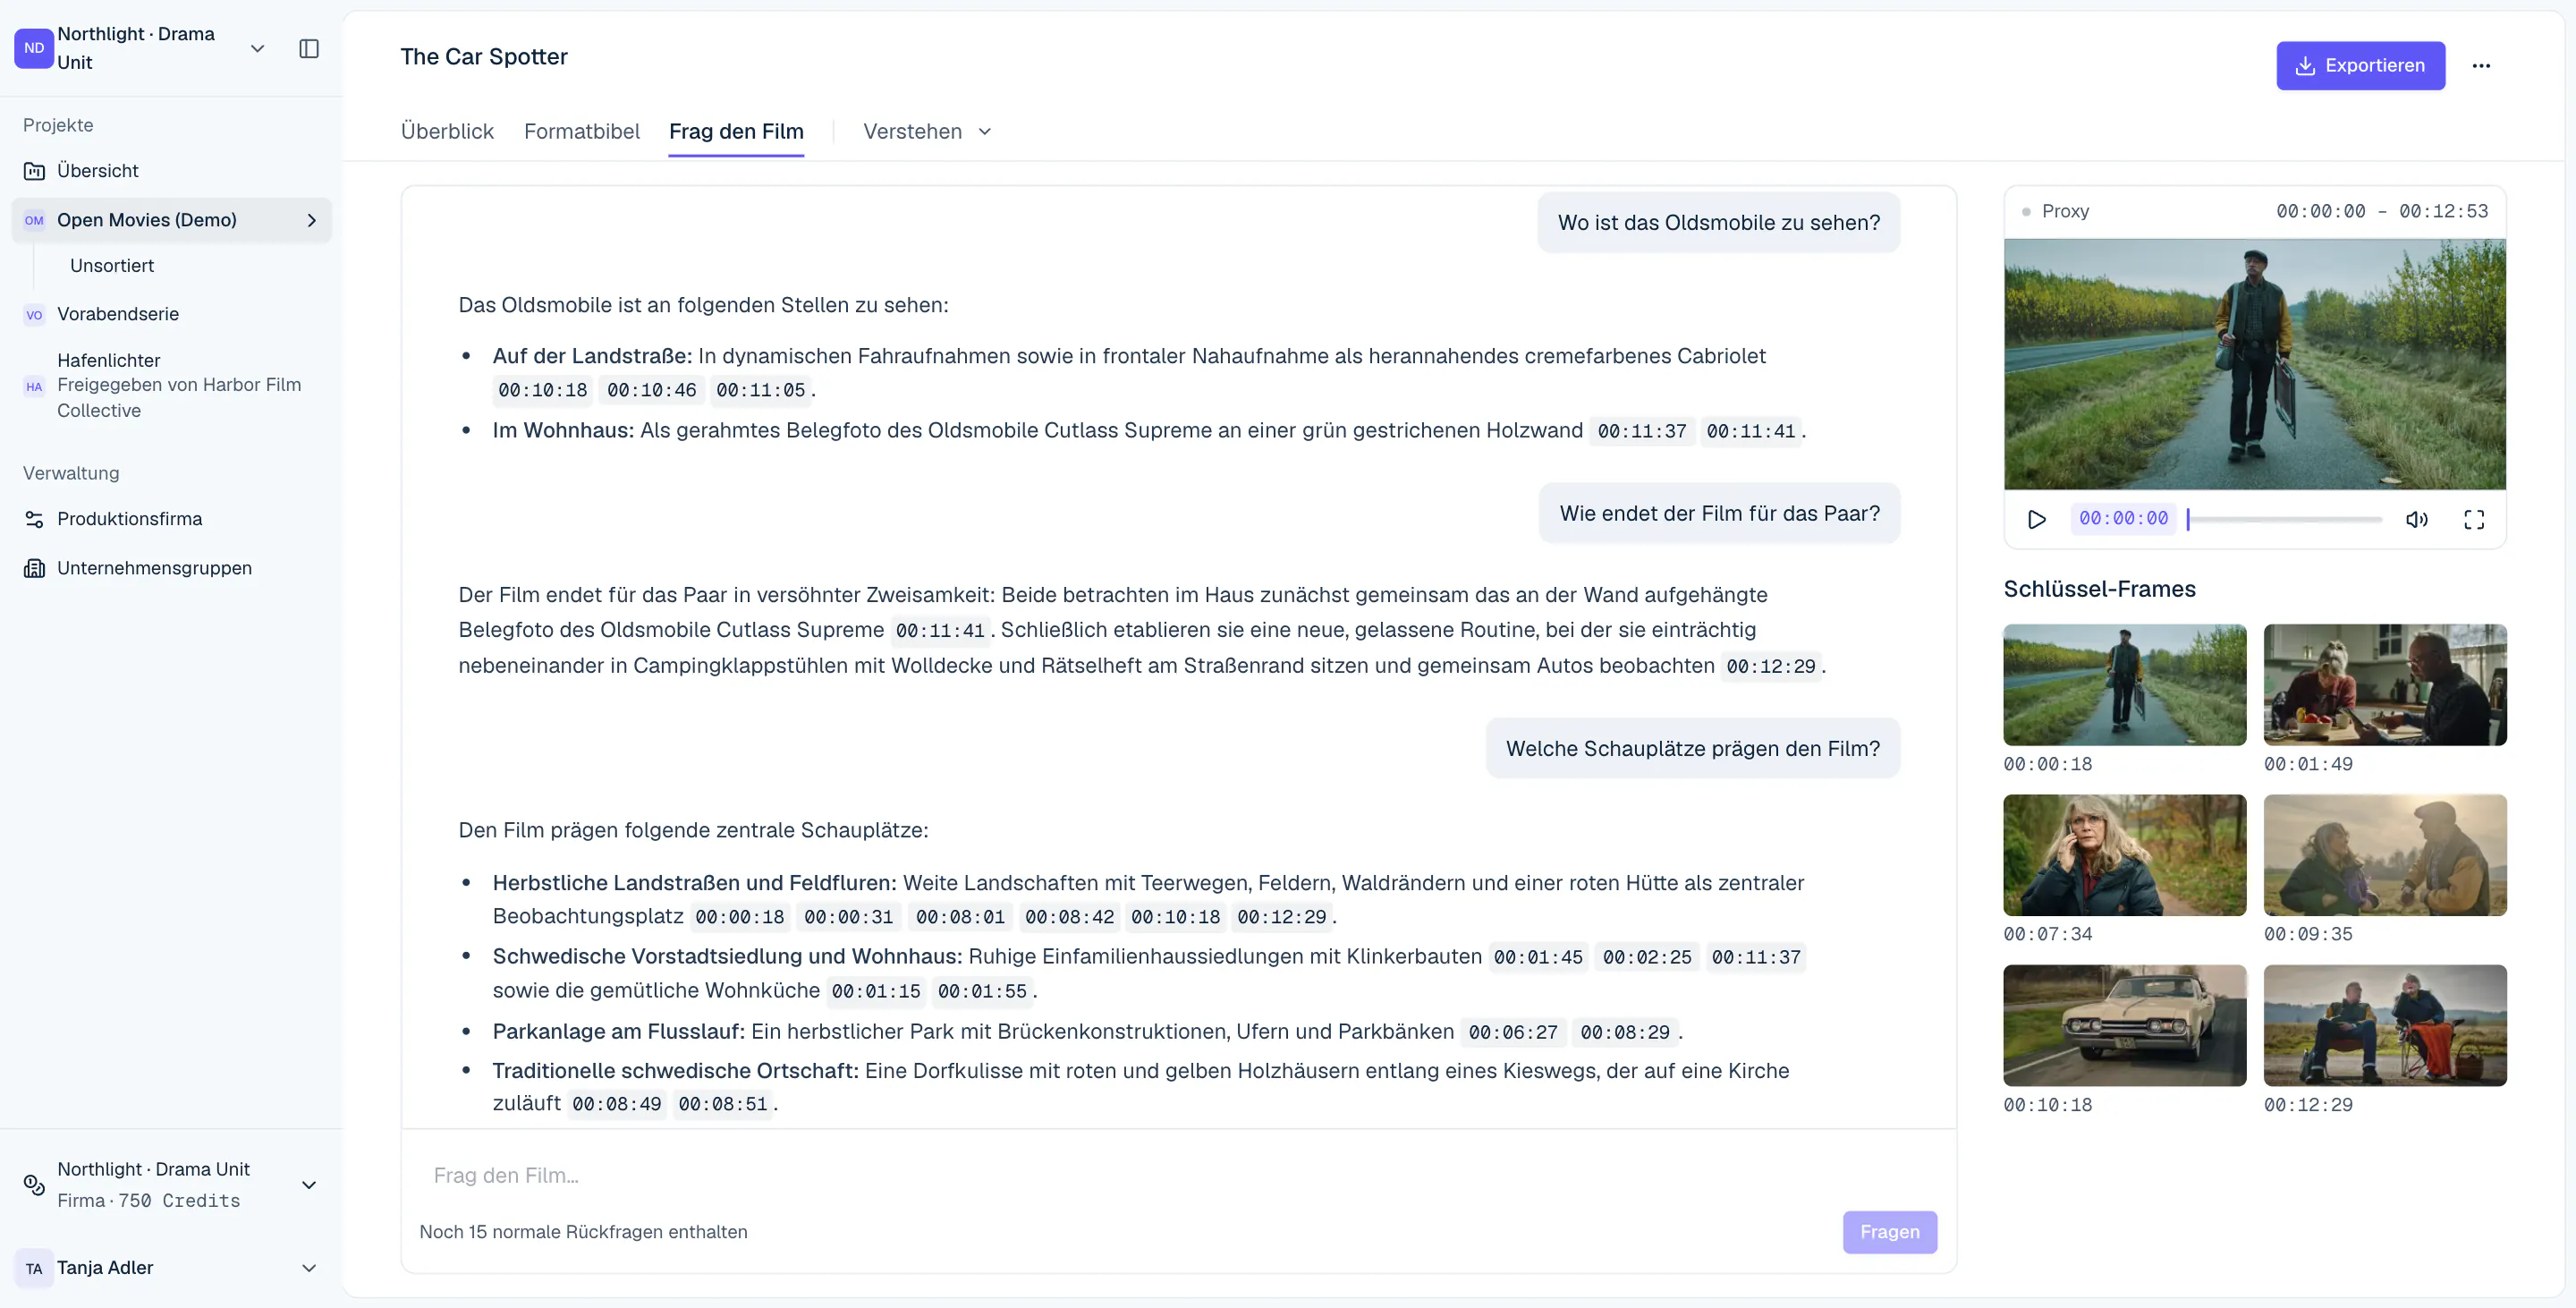 ND
Northlight · Drama
Unit
Projekte
Übersicht
OM
Open Movies (Demo)
Unsortiert
VO
Vorabendserie
HA
Hafenlichter
Freigegeben von Harbor Film
Collective
Verwaltung
Produktionsfirma
Unternehmensgruppen
Northlight · Drama Unit
Firma · 750 Credits
TA
Tanja Adler
The Car Spotter
Exportieren
Überblick
Formatbibel
Frag den Film
Verstehen
Wo ist das Oldsmobile zu sehen?
Das Oldsmobile ist an folgenden Stellen zu sehen:
• Auf der Landstraße: In dynamischen Fahraufnahmen sowie in frontaler Nahaufnahme als herannahendes cremefarbenes Cabriolet
00:10:18 00:10:46 00:11:05.
• Im Wohnhaus: Als gerahmtes Belegfoto des Oldsmobile Cutlass Supreme an einer grün gestrichenen Holzwand 00:11:37 00:11:41.
Wie endet der Film für das Paar?
Der Film endet für das Paar in versöhnter Zweisamkeit: Beide betrachten im Haus zunächst gemeinsam das an der Wand aufgehängte
Belegfoto des Oldsmobile Cutlass Supreme 00:11:41. Schließlich etablieren sie eine neue, gelassene Routine, bei der sie einträchtig
nebeneinander in Campingklappstühlen mit Wolldecke und Rätselheft am Straßenrand sitzen und gemeinsam Autos beobachten 00:12:29.
Welche Schauplätze prägen den Film?
Den Film prägen folgende zentrale Schauplätze:
• Herbstliche Landstraßen und Feldfluren: Weite Landschaften mit Teerwegen, Feldern, Waldrändern und einer roten Hütte als zentraler
Beobachtungsplatz 00:00:18 00:00:31 00:08:01 00:08:42 00:10:18 00:12:29.
• Schwedische Vorstadtsiedlung und Wohnhaus: Ruhige Einfamilienhaussiedlungen mit Klinkerbauten 00:01:45 00:02:25 00:11:37
sowie die gemütliche Wohnküche 00:01:15 00:01:55.
• Parkanlage am Flusslauf: Ein herbstlicher Park mit Brückenkonstruktionen, Ufern und Parkbänken 00:06:27 00:08:29.
• Traditionelle schwedische Ortschaft: Eine Dorfkulisse mit roten und gelben Holzhäusern entlang eines Kieswegs, der auf eine Kirche
zuläuft 00:08:49 00:08:51.
Frag den Film…
Noch 15 normale Rückfragen enthalten
Fragen
Proxy
00:00:00 – 00:12:53
00:00:00
Schlüssel-Frames
00:00:18
00:01:49
00:07:34
00:09:35
00:10:18
00:12:29